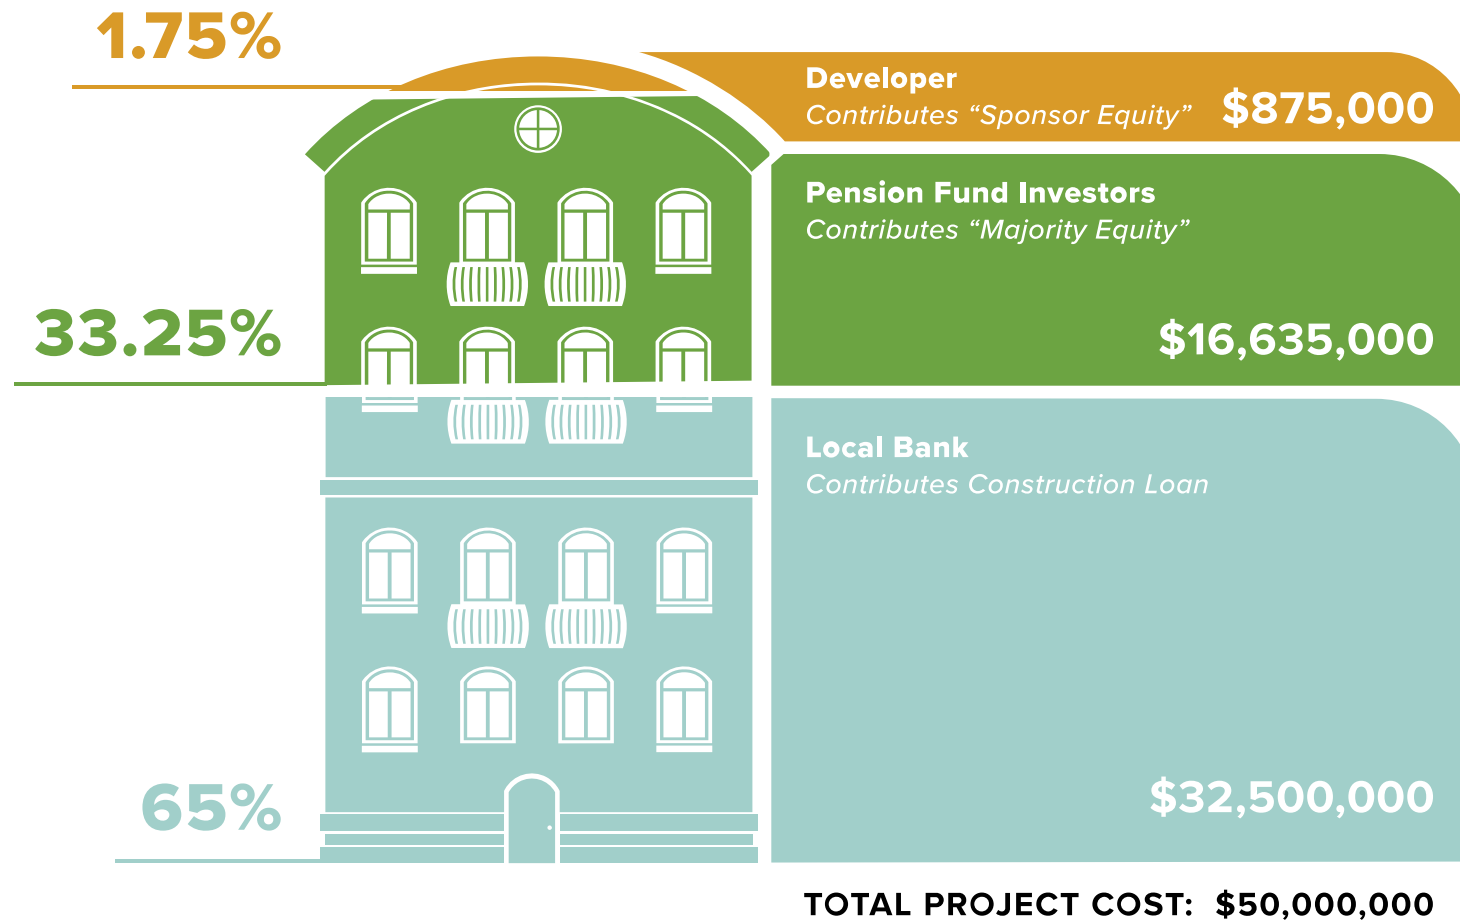 1.75%
Developer
Contributes “Sponsor Equity” $875,000
Pension Fund Investors
Contributes “Majority Equity”
33.25%
$16,635,000
Local Bank
Contributes Construction Loan
65%
$32,500,000
TOTAL PROJECT COST: $50,000,000